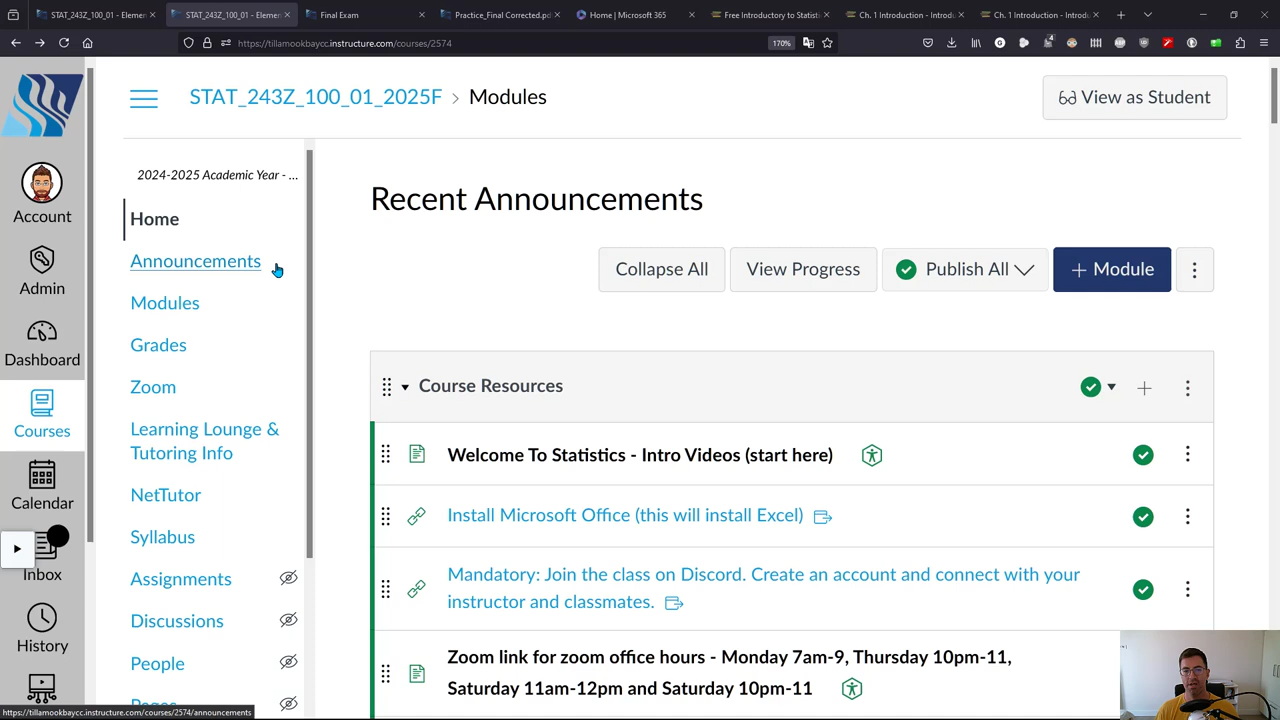 STAT_243Z_100_01 - Elemen
STAT_243Z_100_01 - Elemen
Final Exam
Practice_Final Corrected.pd
Home | Microsoft 365
Free Introductory to Statisti
Ch. 1 Introduction - Introdu
Ch. 1 Introduction - Introdu
https://tillamookbaycc.instructure.com/courses/2574
170%
STAT_243Z_100_01_2025F > Modules
View as Student
Account
Admin
Dashboard
Courses
Calendar
Inbox
History
2024-2025 Academic Year - ...
Home
Announcements
Modules
Grades
Zoom
Learning Lounge &
Tutoring Info
NetTutor
Syllabus
Assignments
Discussions
People
Pages
Recent Announcements
Collapse All
View Progress
Publish All
+ Module
Course Resources
Welcome To Statistics - Intro Videos (start here)
Install Microsoft Office (this will install Excel)
Mandatory: Join the class on Discord. Create an account and connect with your
instructor and classmates.
Zoom link for zoom office hours - Monday 7am-9, Thursday 10pm-11,
Saturday 11am-12pm and Saturday 10pm-11
https://tillamookbaycc.instructure.com/courses/2574/announcements